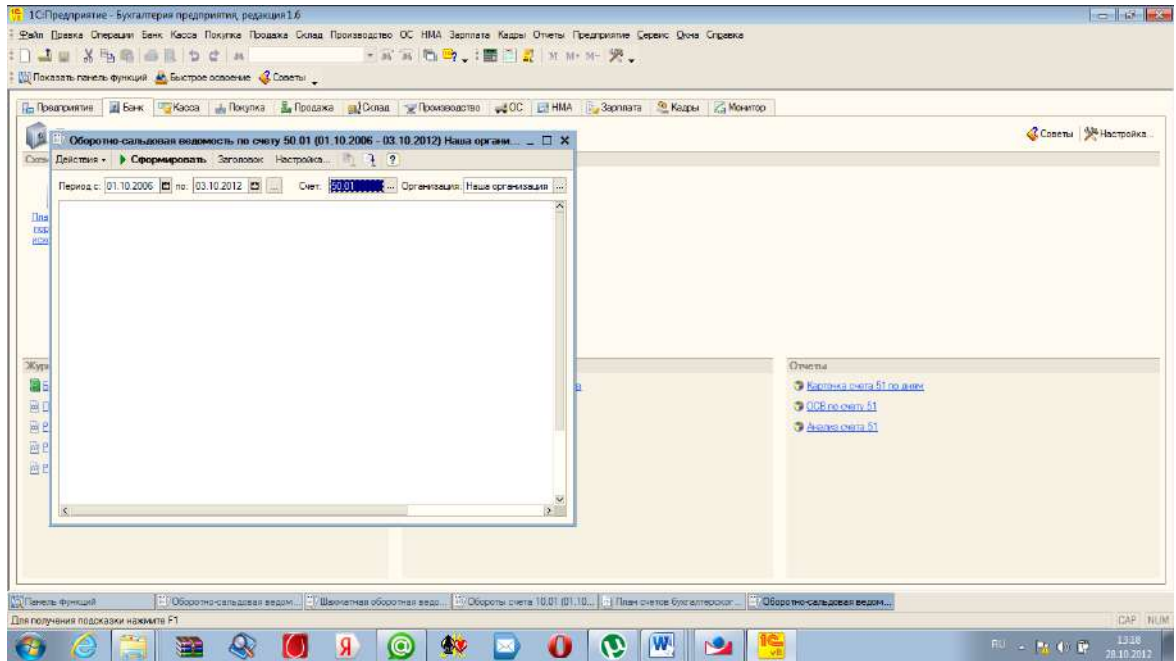 1С:Предприятие - Бухгалтерия предприятия, редакция 1.6
Файл Правка Операции Банк Касса Покупка Продажа Склад Производство ОС НМА Зарплата Кадры Отчеты Предприятие Сервис Окна Справка
M M+ M-
Показать панель функций Быстрое освоение Советы
Предприятие Банк Касса Покупка Продажа Склад Производство ОС НМА Зарплата Кадры Монитор
Советы Настройка...
Оборотно-сальдовая ведомость по счету 50.01 (01.10.2006 - 03.10.2012) Наша органи...
Действия Сформировать Заголовок Настройка... ?
Период с: 01.10.2006 по: 03.10.2012 ... Счет: 50.01 ... Организация: Наша организация ...
Отчеты
Карточка счета 51 по дням
ОСВ по счету 51
Анализ счета 51
Панель функций Оборотно-сальдовая ведом... Шахматная оборотная ведо... Обороты счета 10.01 (01.10... План счетов бухгалтерског... Оборотно-сальдовая ведом...
Для получения подсказки нажмите F1 CAP NUM
RU 13:18
28.10.2012